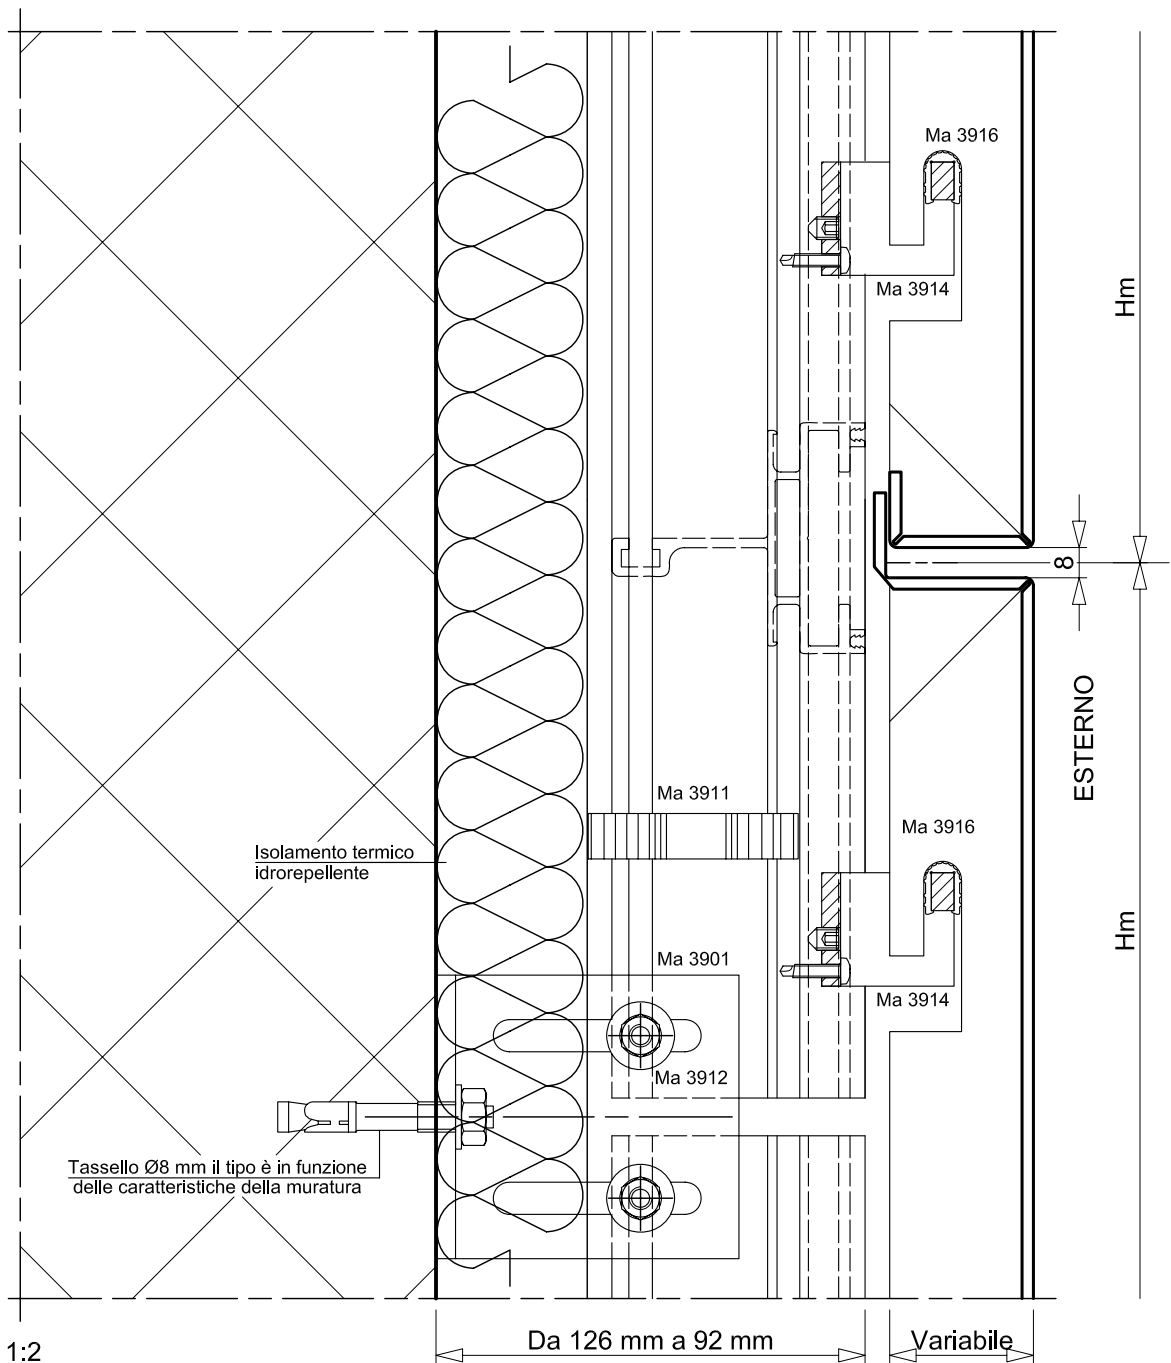 Ma 3916
Ma 3914
Hm
8
ESTERNO
Ma 3911
Ma 3916
Isolamento termico
idrorepellente
Hm
Ma 3901
Ma 3914
Ma 3912
Tassello Ø8 mm il tipo è in funzione
delle caratteristiche della muratura
Da 126 mm a 92 mm
Variabile
1:2